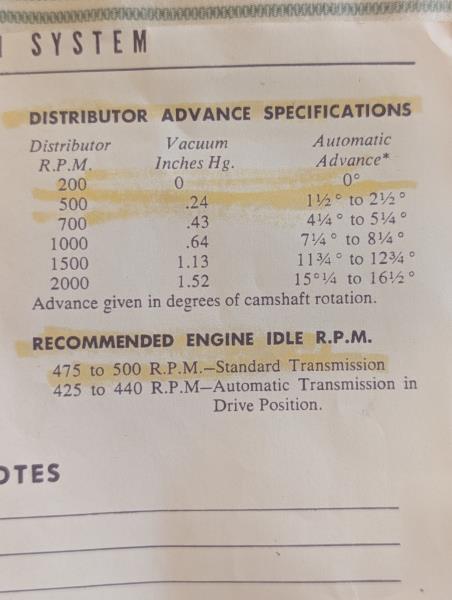 SYSTEM
DISTRIBUTOR ADVANCE SPECIFICATIONS
Distributor Vacuum Automatic
R.P.M. Inches Hg. Advance*
200 0 0°
500 .24 1½° to 2½°
700 .43 4¼° to 5¼°
1000 .64 7¼° to 8¼°
1500 1.13 11¾° to 12¾°
2000 1.52 15°¼ to 16½°
Advance given in degrees of camshaft rotation.
RECOMMENDED ENGINE IDLE R.P.M.
475 to 500 R.P.M.—Standard Transmission
425 to 440 R.P.M—Automatic Transmission in
Drive Position.
OTES